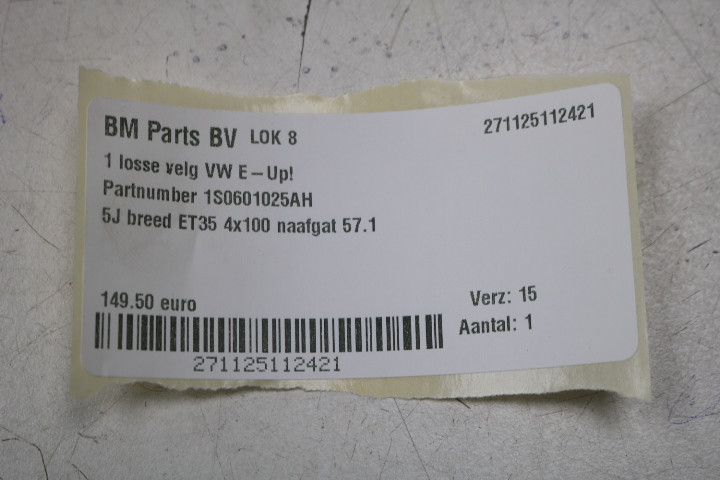 BM Parts BV LOK 8 271125112421
1 losse velg VW E-Up!
Partnumber 1S0601025AH
5J breed ET35 4x100 naafgat 57.1
149.50 euro Verz: 15
Aantal: 1
271125112421